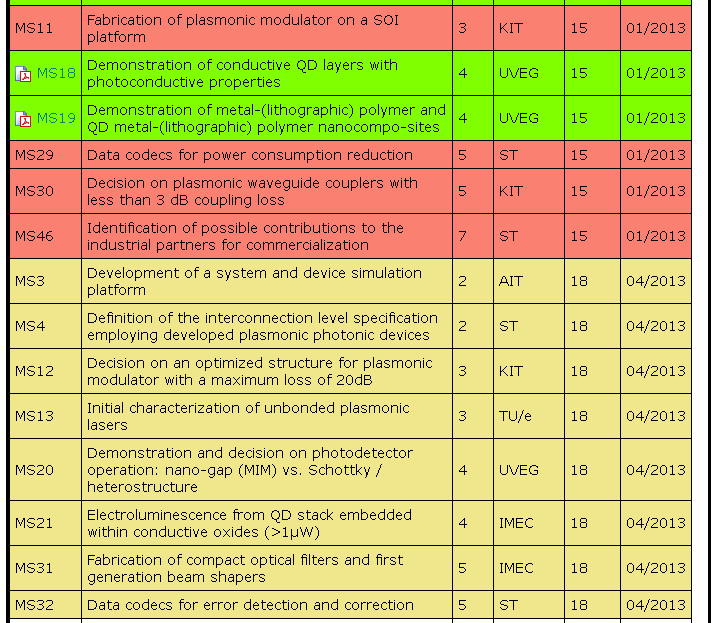 MS11 Fabrication of plasmonic modulator on a SOI 3 KIT 15 01/2013
platform
MS18 Demonstration of conductive QD layers with 4 UVEG 15 01/2013
photoconductive properties
MS19 Demonstration of metal-(lithographic) polymer and 4 UVEG 15 01/2013
QD metal-(lithographic) polymer nanocompo-sites
MS29 Data codecs for power consumption reduction 5 ST 15 01/2013
MS30 Decision on plasmonic waveguide couplers with 5 KIT 15 01/2013
less than 3 dB coupling loss
MS46 Identification of possible contributions to the 7 ST 15 01/2013
industrial partners for commercialization
MS3 Development of a system and device simulation 2 AIT 18 04/2013
platform
MS4 Definition of the interconnection level specification 2 ST 18 04/2013
employing developed plasmonic photonic devices
MS12 Decision on an optimized structure for plasmonic 3 KIT 18 04/2013
modulator with a maximum loss of 20dB
MS13 Initial characterization of unbonded plasmonic 3 TU/e 18 04/2013
lasers
MS20 Demonstration and decision on photodetector 4 UVEG 18 04/2013
operation: nano-gap (MIM) vs. Schottky /
heterostructure
MS21 Electroluminescence from QD stack embedded 4 IMEC 18 04/2013
within conductive oxides (>1µW)
MS31 Fabrication of compact optical filters and first 5 IMEC 18 04/2013
generation beam shapers
MS32 Data codecs for error detection and correction 5 ST 18 04/2013